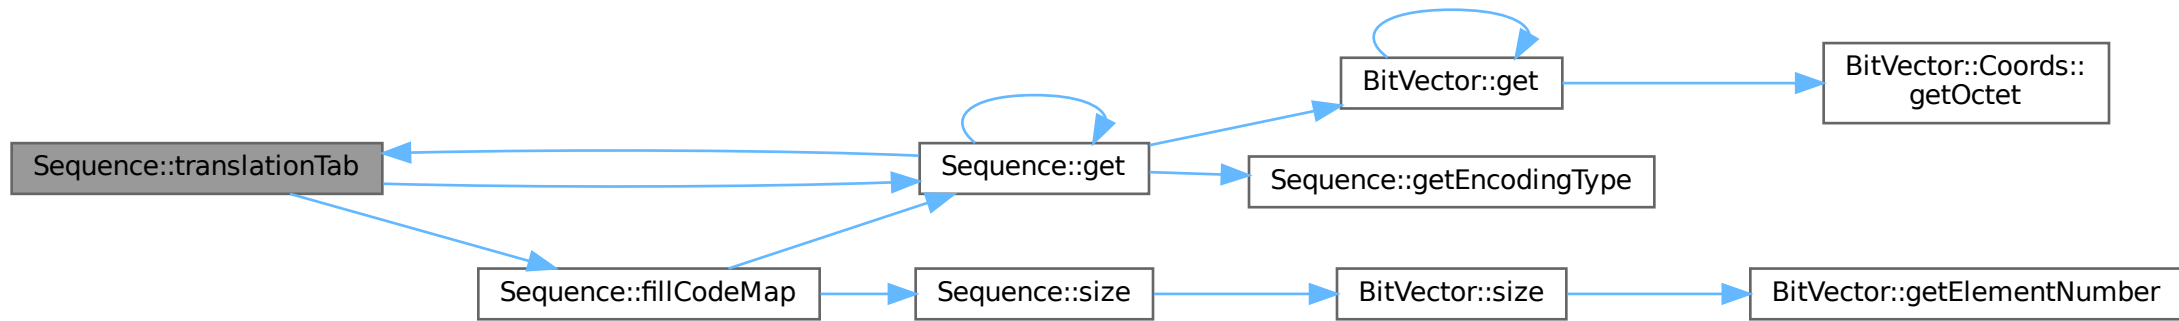 BitVector::get
BitVector::Coords::
getOctet
Sequence::translationTab
Sequence::get
Sequence::getEncodingType
Sequence::fillCodeMap
Sequence::size
BitVector::size
BitVector::getElementNumber